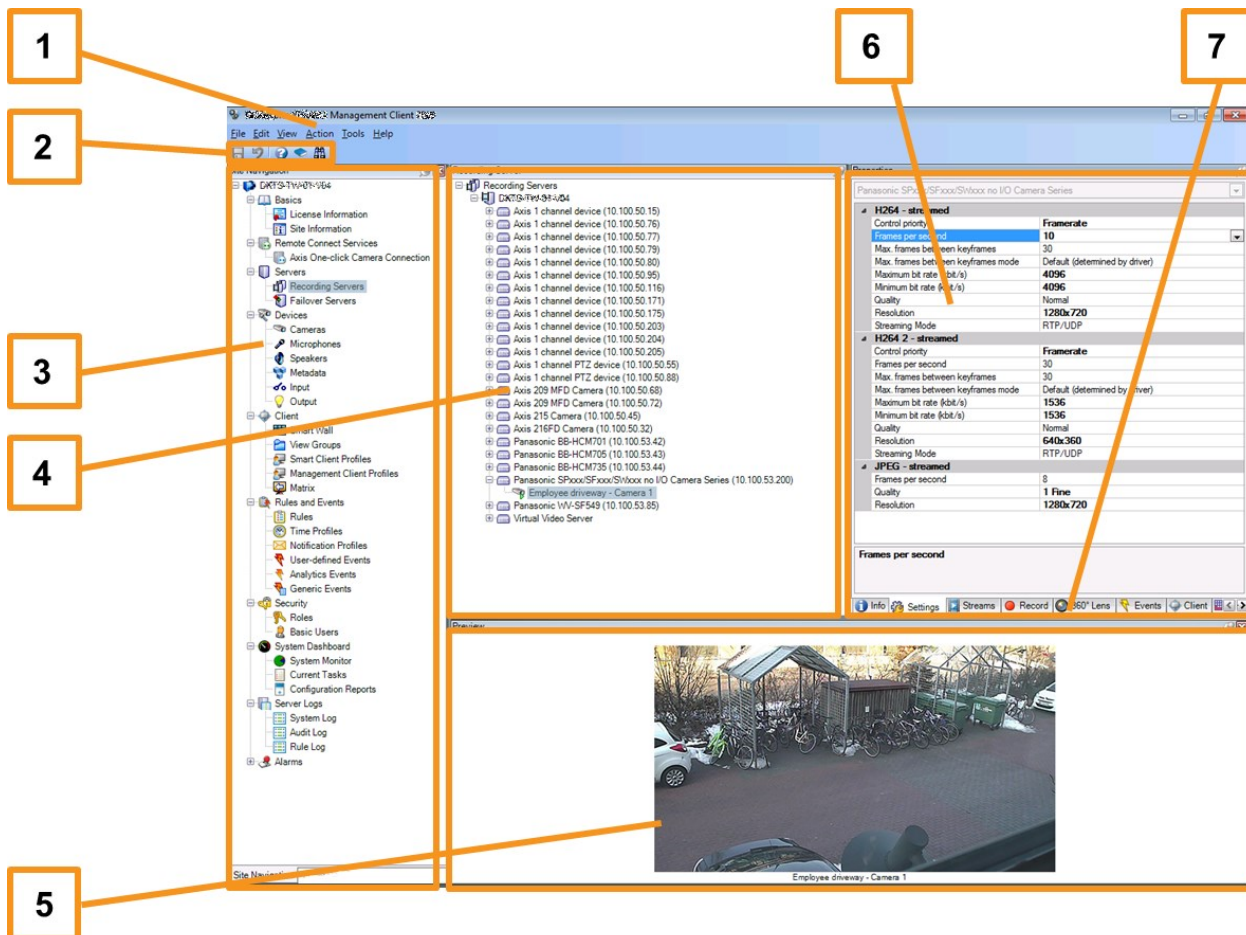 1
6
7
2
Management Client
File Edit View Action Tools Help
Site Navigation
Basics
License Information
Site Information
Remote Connect Services
Axis One-click Camera Connection
Servers
Recording Servers
Failover Servers
Devices
Cameras
Microphones
Speakers
Metadata
Input
Output
Client
Smart Wall
View Groups
Smart Client Profiles
Management Client Profiles
Matrix
Rules and Events
Rules
Time Profiles
Notification Profiles
User-defined Events
Analytics Events
Generic Events
Security
Roles
Basic Users
System Dashboard
System Monitor
Current Tasks
Configuration Reports
Server Logs
System Log
Audit Log
Rule Log
Alarms
Site Navigation
3
4
5
Recording Server
Recording Servers
Axis 1 channel device (10.100.50.15)
Axis 1 channel device (10.100.50.76)
Axis 1 channel device (10.100.50.77)
Axis 1 channel device (10.100.50.79)
Axis 1 channel device (10.100.50.80)
Axis 1 channel device (10.100.50.95)
Axis 1 channel device (10.100.50.116)
Axis 1 channel device (10.100.50.171)
Axis 1 channel device (10.100.50.175)
Axis 1 channel device (10.100.50.203)
Axis 1 channel device (10.100.50.204)
Axis 1 channel device (10.100.50.205)
Axis 1 channel PTZ device (10.100.50.55)
Axis 1 channel PTZ device (10.100.50.88)
Axis 209 MFD Camera (10.100.50.68)
Axis 209 MFD Camera (10.100.50.72)
Axis 215 Camera (10.100.50.45)
Axis 216FD Camera (10.100.50.32)
Panasonic BB-HCM701 (10.100.53.42)
Panasonic BB-HCM705 (10.100.53.43)
Panasonic BB-HCM735 (10.100.53.44)
Panasonic SPxxx/SFxxx/SWxxx no I/O Camera Series (10.100.53.200)
Employee driveway - Camera 1
Panasonic WV-SF549 (10.100.53.85)
Virtual Video Server
Properties
Panasonic SPxxx/SFxxx/SWxxx no I/O Camera Series
H264 - streamed
Control priority Framerate
Frames per second 10
Max. frames between keyframes 30
Max. frames between keyframes mode Default (determined by driver)
Maximum bit rate (kbit/s) 4096
Minimum bit rate (kbit/s) 4096
Quality Normal
Resolution 1280x720
Streaming Mode RTP/UDP
H264 2 - streamed
Control priority Framerate
Frames per second 30
Max. frames between keyframes 30
Max. frames between keyframes mode Default (determined by driver)
Maximum bit rate (kbit/s) 1536
Minimum bit rate (kbit/s) 1536
Quality Normal
Resolution 640x360
Streaming Mode RTP/UDP
JPEG - streamed
Frames per second 8
Quality 1 Fine
Resolution 1280x720
Frames per second
Info Settings Streams Record 360° Lens Events Client
Preview
Employee driveway - Camera 1